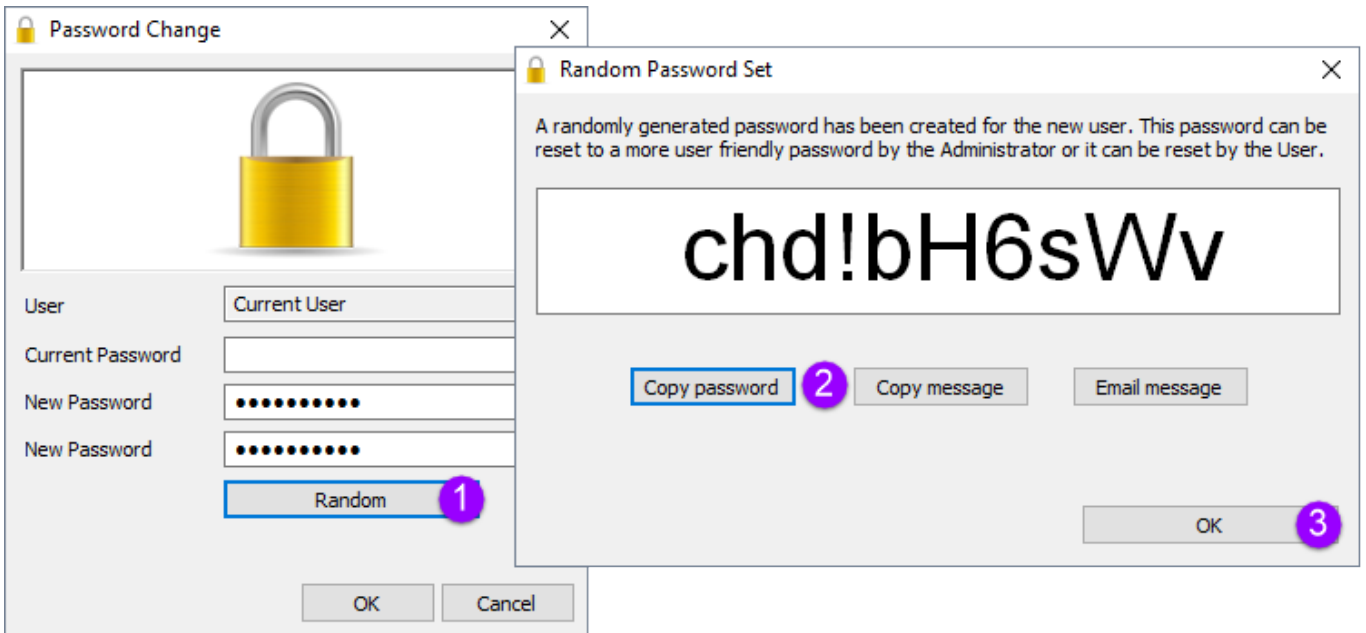 Password Change
User
Current User
Current Password
New Password
••••••••••
New Password
••••••••••
Random
1
OK
Cancel
Random Password Set
A randomly generated password has been created for the new user. This password can be
reset to a more user friendly password by the Administrator or it can be reset by the User.
chd!bH6sWv
Copy password
2
Copy message
Email message
OK
3